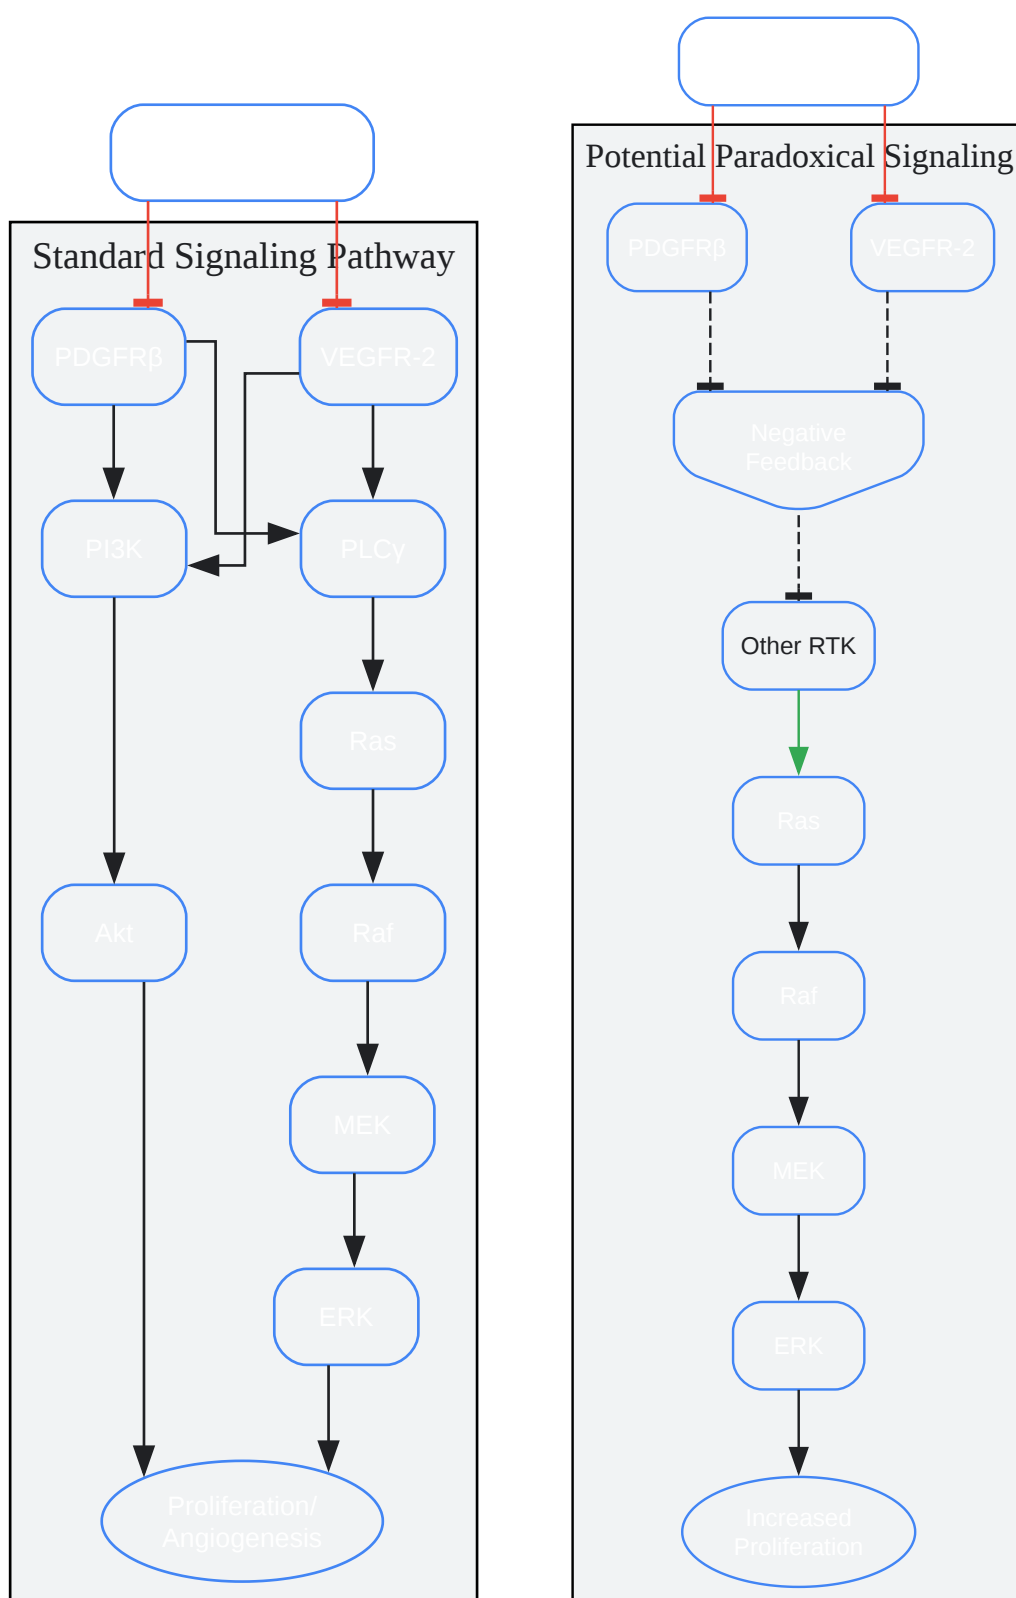 Standard Signaling Pathway
PDGFRβ
VEGFR-2
PI3K
PLCγ
Ras
Akt
Raf
MEK
ERK
Proliferation/
Angiogenesis
Potential Paradoxical Signaling
PDGFRβ
VEGFR-2
Negative
Feedback
Other RTK
Ras
Raf
MEK
ERK
Increased
Proliferation